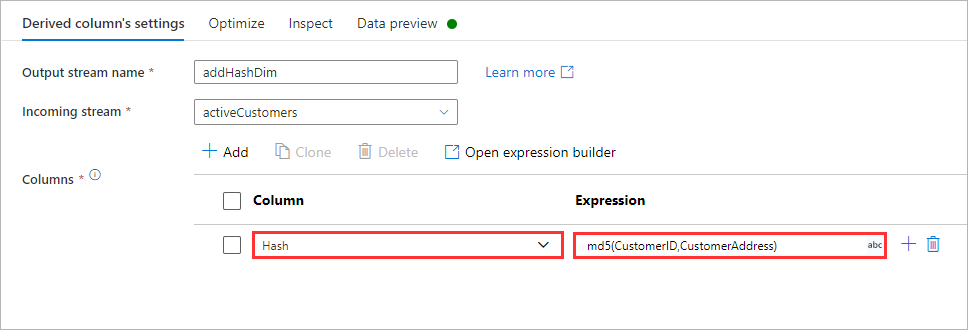 Derived column's settings Optimize Inspect Data preview
Output stream name * addHashDim Learn more
Incoming stream * activeCustomers
Add Clone Delete Open expression builder
Columns *
Column Expression
Hash md5(CustomerID,CustomerAddress) abc